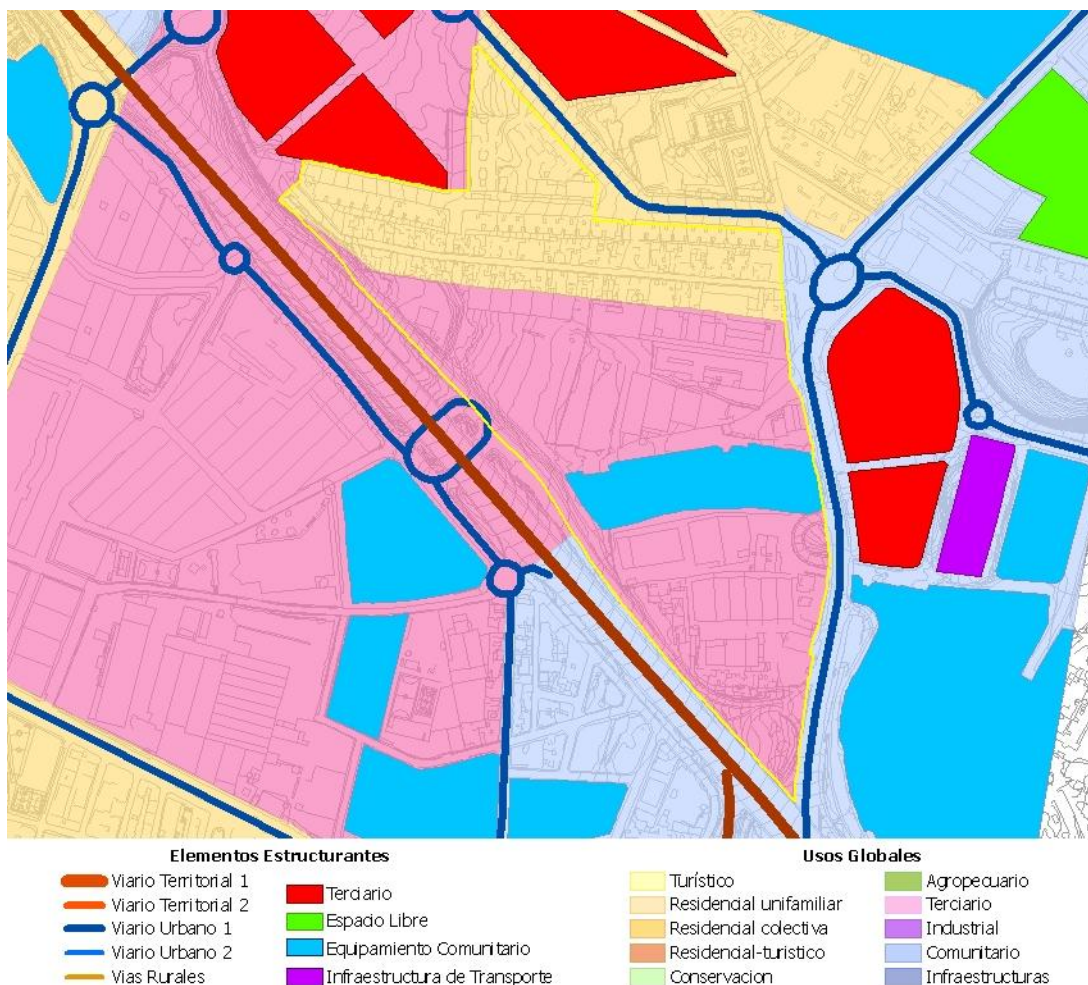 Elementos Estructurantes
Viario Territorial 1
Viario Territorial 2
Viario Urbano 1
Viario Urbano 2
Vias Rurales
Terciario
Espacio Libre
Equipamiento Comunitario
Infraestructura de Transporte
Usos Globales
Turístico
Residencial unifamiliar
Residencial colectiva
Residencial-turistico
Conservacion
Agropecuario
Terciario
Industrial
Comunitario
Infraestructuras